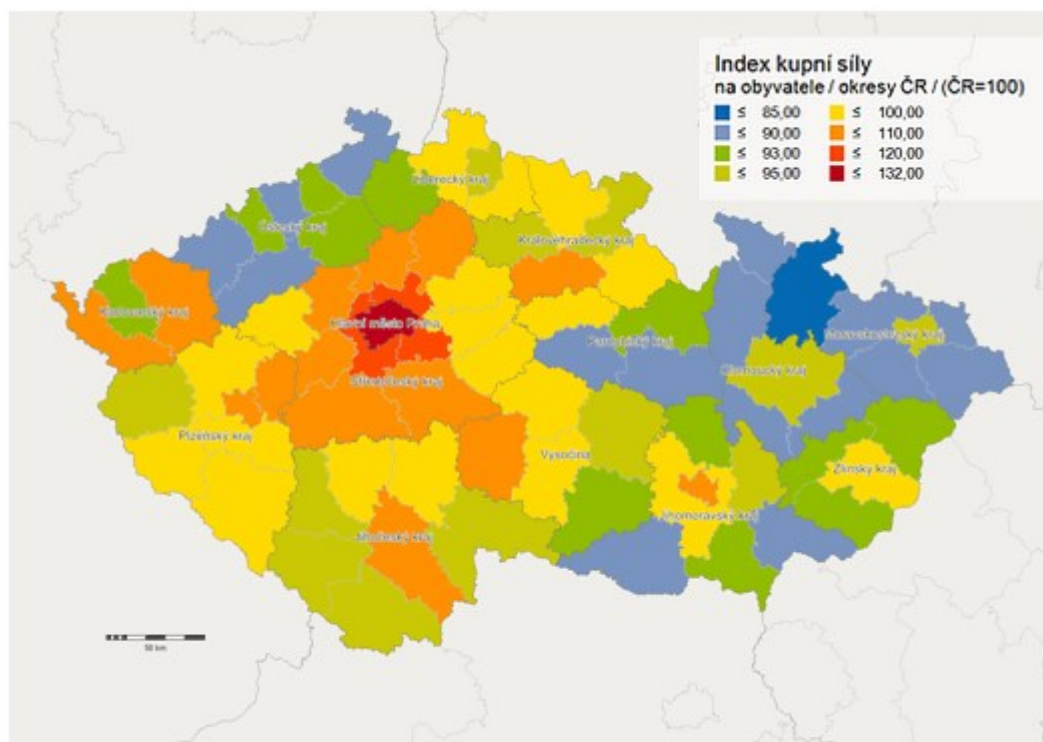 Index kupní síly
na obyvatele / okresy ČR / (ČR=100)
≤ 85,00
≤ 90,00
≤ 93,00
≤ 95,00
≤ 100,00
≤ 110,00
≤ 120,00
≤ 132,00
Liberecký kraj
Ústecký kraj
Královéhradecký kraj
Karlovarský kraj
Hlavní město Praha
Pardubický kraj
Moravskoslezský kraj
Středočeský kraj
Olomoucký kraj
Plzeňský kraj
Vysočina
Zlínský kraj
Jihomoravský kraj
Jihočeský kraj
50 km